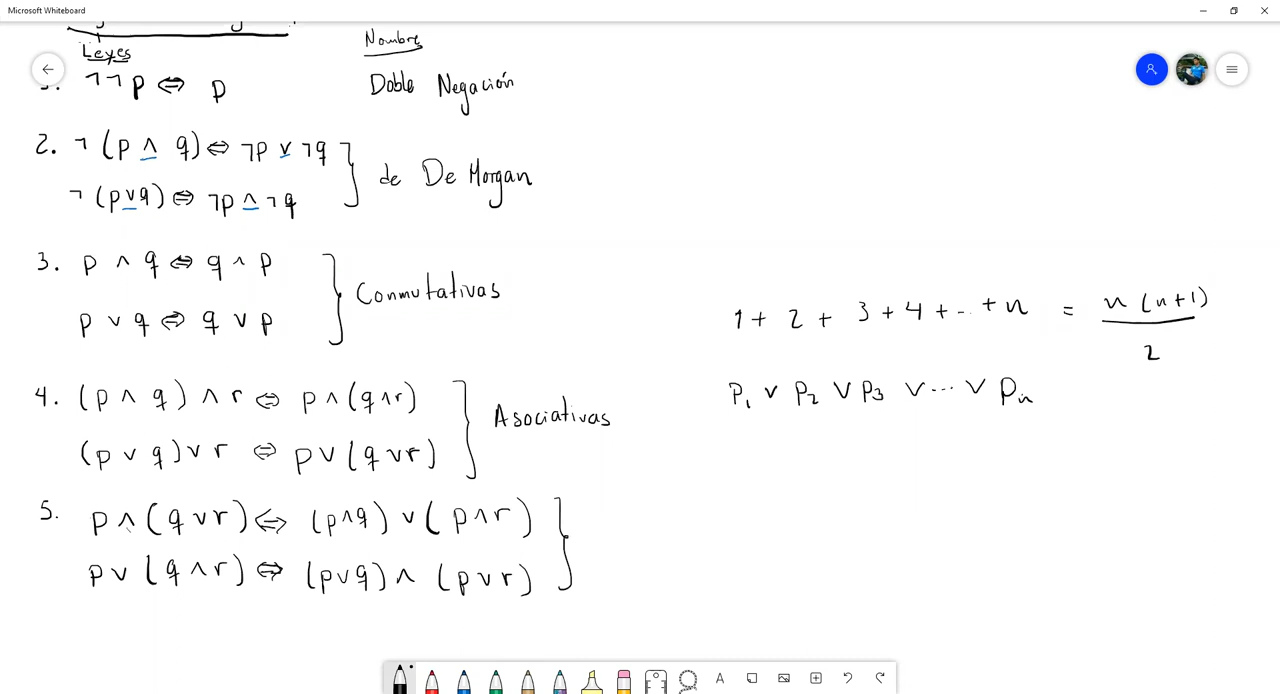 Microsoft Whiteboard
Leyes
Nombre
¬¬p ⇔ p
Doble Negación
2. ¬(p ∧ q) ⇔ ¬p ∨ ¬q
¬(p∨q) ⇔ ¬p ∧ ¬q
de De Morgan
3. p ∧ q ⇔ q ∧ p
p ∨ q ⇔ q ∨ p
Conmutativas
4. (p ∧ q) ∧ r ⇔ p ∧ (q∧r)
(p ∨ q) ∨ r ⇔ p ∨ (q ∨ r)
Asociativas
5. p ∧ (q ∨ r) ⇔ (p∧q) ∨ (p ∧ r)
p ∨ (q ∧ r) ⇔ (p∨q) ∧ (p ∨ r)
1 + 2 + 3 + 4 + ... + n = n(n+1)
2
p₁ ∨ p₂ ∨ p₃ ∨ ... ∨ pₙ
A